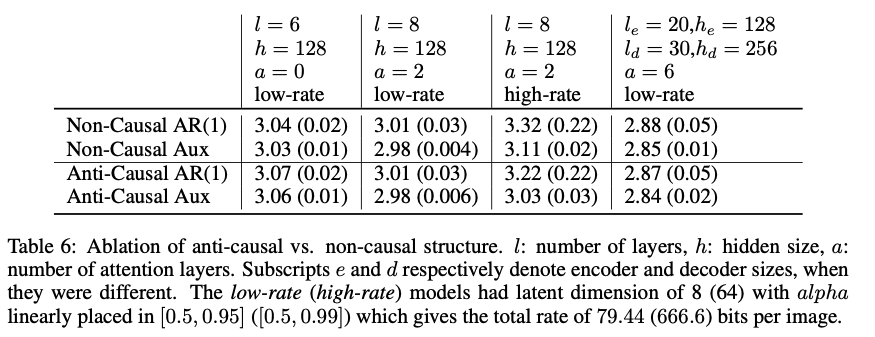 l = 6 l = 8 l = 8 lₑ = 20,hₑ = 128
h = 128 h = 128 h = 128 l_d = 30,h_d = 256
a = 0 a = 2 a = 2 a = 6
low-rate low-rate high-rate low-rate
Non-Causal AR(1) 3.04 (0.02) 3.01 (0.03) 3.32 (0.22) 2.88 (0.05)
Non-Causal Aux 3.03 (0.01) 2.98 (0.004) 3.11 (0.02) 2.85 (0.01)
Anti-Causal AR(1) 3.07 (0.02) 3.01 (0.03) 3.22 (0.22) 2.87 (0.05)
Anti-Causal Aux 3.06 (0.01) 2.98 (0.006) 3.03 (0.03) 2.84 (0.02)
Table 6: Ablation of anti-causal vs. non-causal structure. l: number of layers, h: hidden size, a:
number of attention layers. Subscripts e and d respectively denote encoder and decoder sizes, when
they were different. The low-rate (high-rate) models had latent dimension of 8 (64) with alpha
linearly placed in [0.5, 0.95] ([0.5, 0.99]) which gives the total rate of 79.44 (666.6) bits per image.